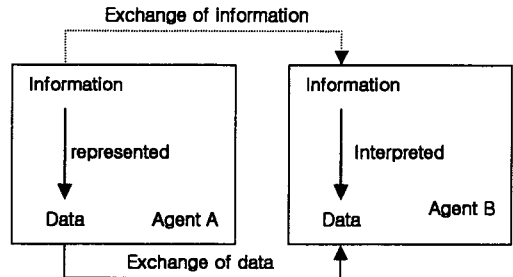 Exchange of information
Information
represented
Data
Agent A
Information
Interpreted
Data
Agent B
Exchange of data